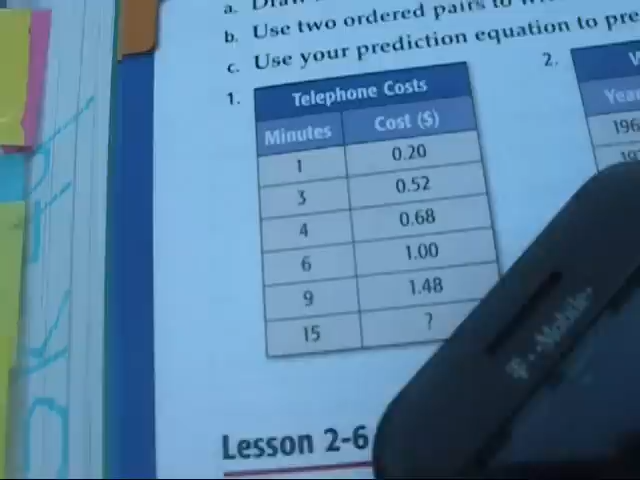 a.
b. Use two ordered pairs to
c. Use your prediction equation to pre
1.
Telephone Costs
Minutes Cost ($)
1 0.20
3 0.52
4 0.68
6 1.00
9 1.48
15 ?
2.
Yea
196
Lesson 2-6
T-Mobile